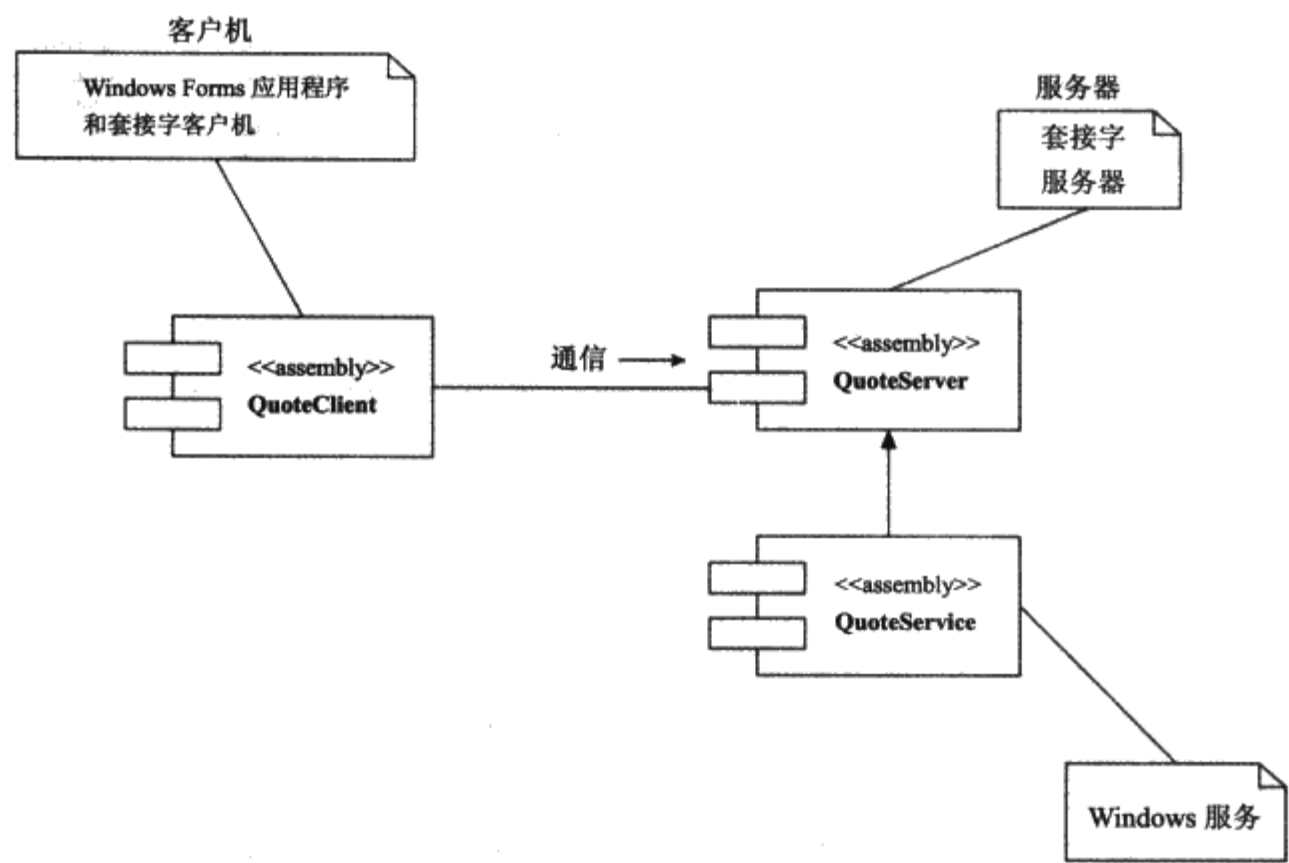 客户机
Windows Forms 应用程序
和套接字客户机
服务器
套接字
服务器
<<assembly>>
QuoteClient
通信
<<assembly>>
QuoteServer
<<assembly>>
QuoteService
Windows 服务